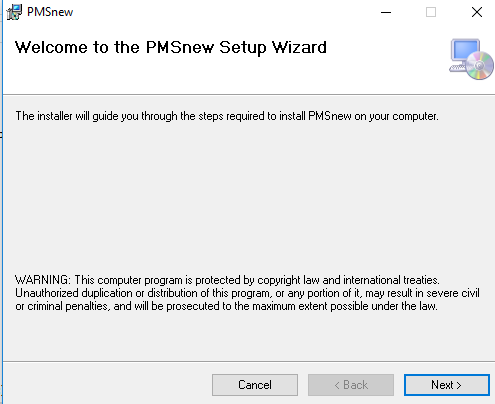 PMSnew
Welcome to the PMSnew Setup Wizard
The installer will guide you through the steps required to install PMSnew on your computer.
WARNING: This computer program is protected by copyright law and international treaties.
Unauthorized duplication or distribution of this program, or any portion of it, may result in severe civil
or criminal penalties, and will be prosecuted to the maximum extent possible under the law.
Cancel
< Back
Next >